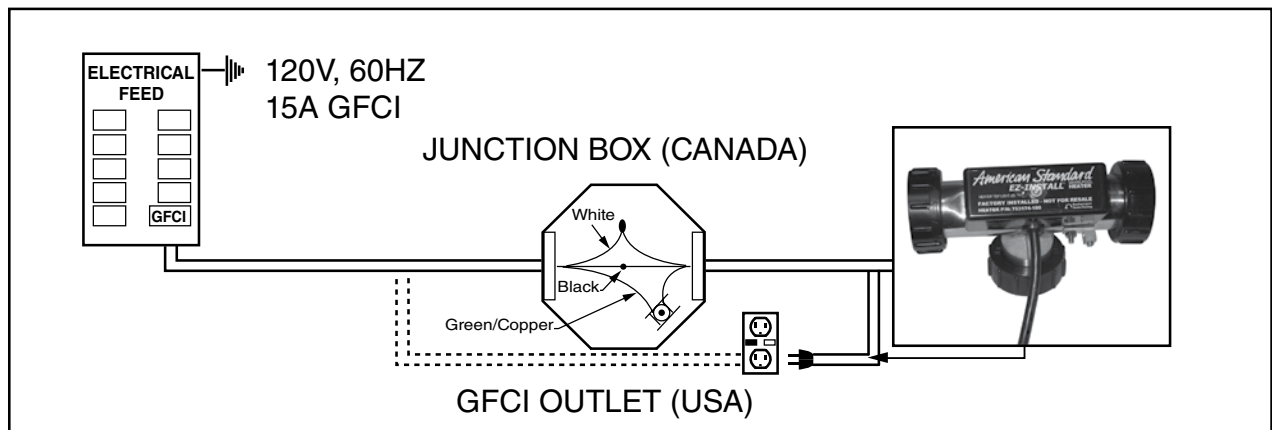 ELECTRICAL
FEED
GFCI
120V, 60HZ
15A GFCI
JUNCTION BOX (CANADA)
White
Black
Green/Copper
GFCI OUTLET (USA)
American Standard
EZ-INSTALL
HEATER
FACTORY INSTALLED - NOT FOR RESALE